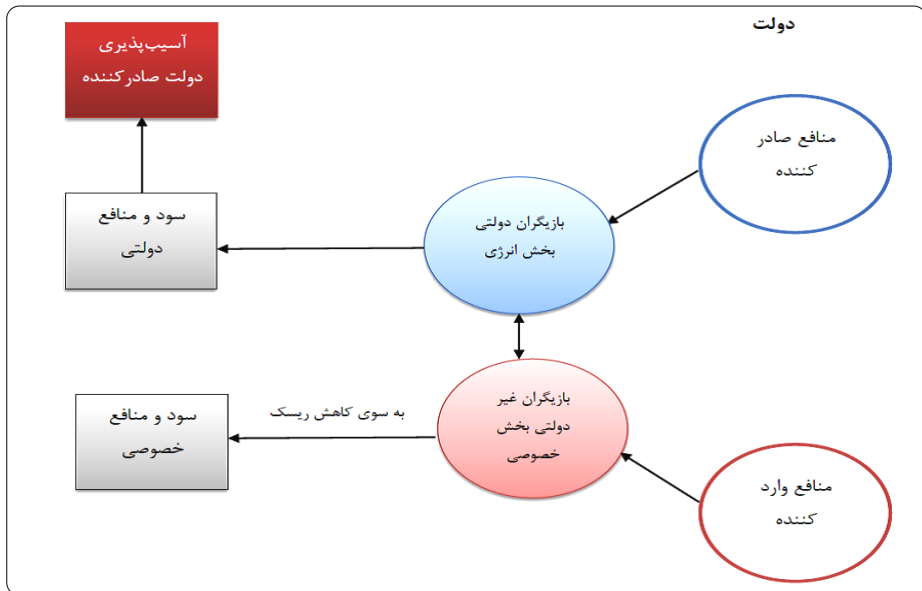 دولت
آسیب‌پذیری
دولت صادرکننده
منافع صادر
کننده
بازیگران دولتی
بخش انرژی
سود و منافع
دولتی
بازیگران غیر
دولتی بخش
خصوصی
به سوی کاهش ریسک
سود و منافع
خصوصی
منافع وارد
کننده